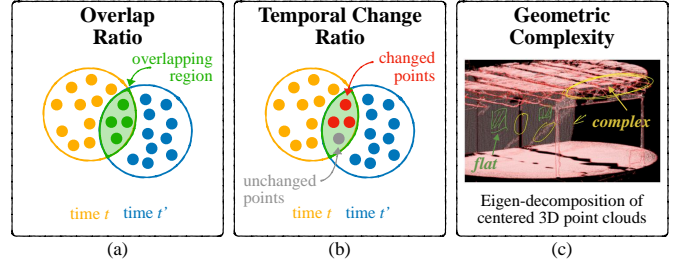 Overlap
Ratio
overlapping
region
time t
time t’
(a)
Temporal Change
Ratio
changed
points
unchanged
points
time t
time t’
(b)
Geometric
Complexity
complex
flat
Eigen-decomposition of
centered 3D point clouds
(c)